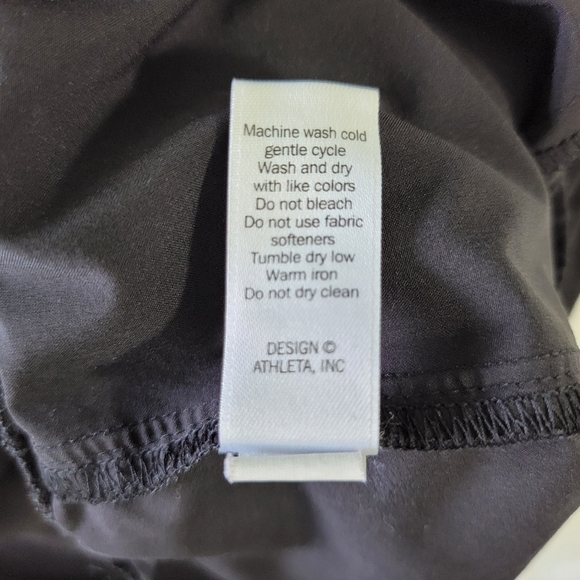 Machine wash cold
gentle cycle
Wash and dry
with like colors
Do not bleach
Do not use fabric
softeners
Tumble dry low
Warm iron
Do not dry clean
DESIGN ©
ATHLETA, INC